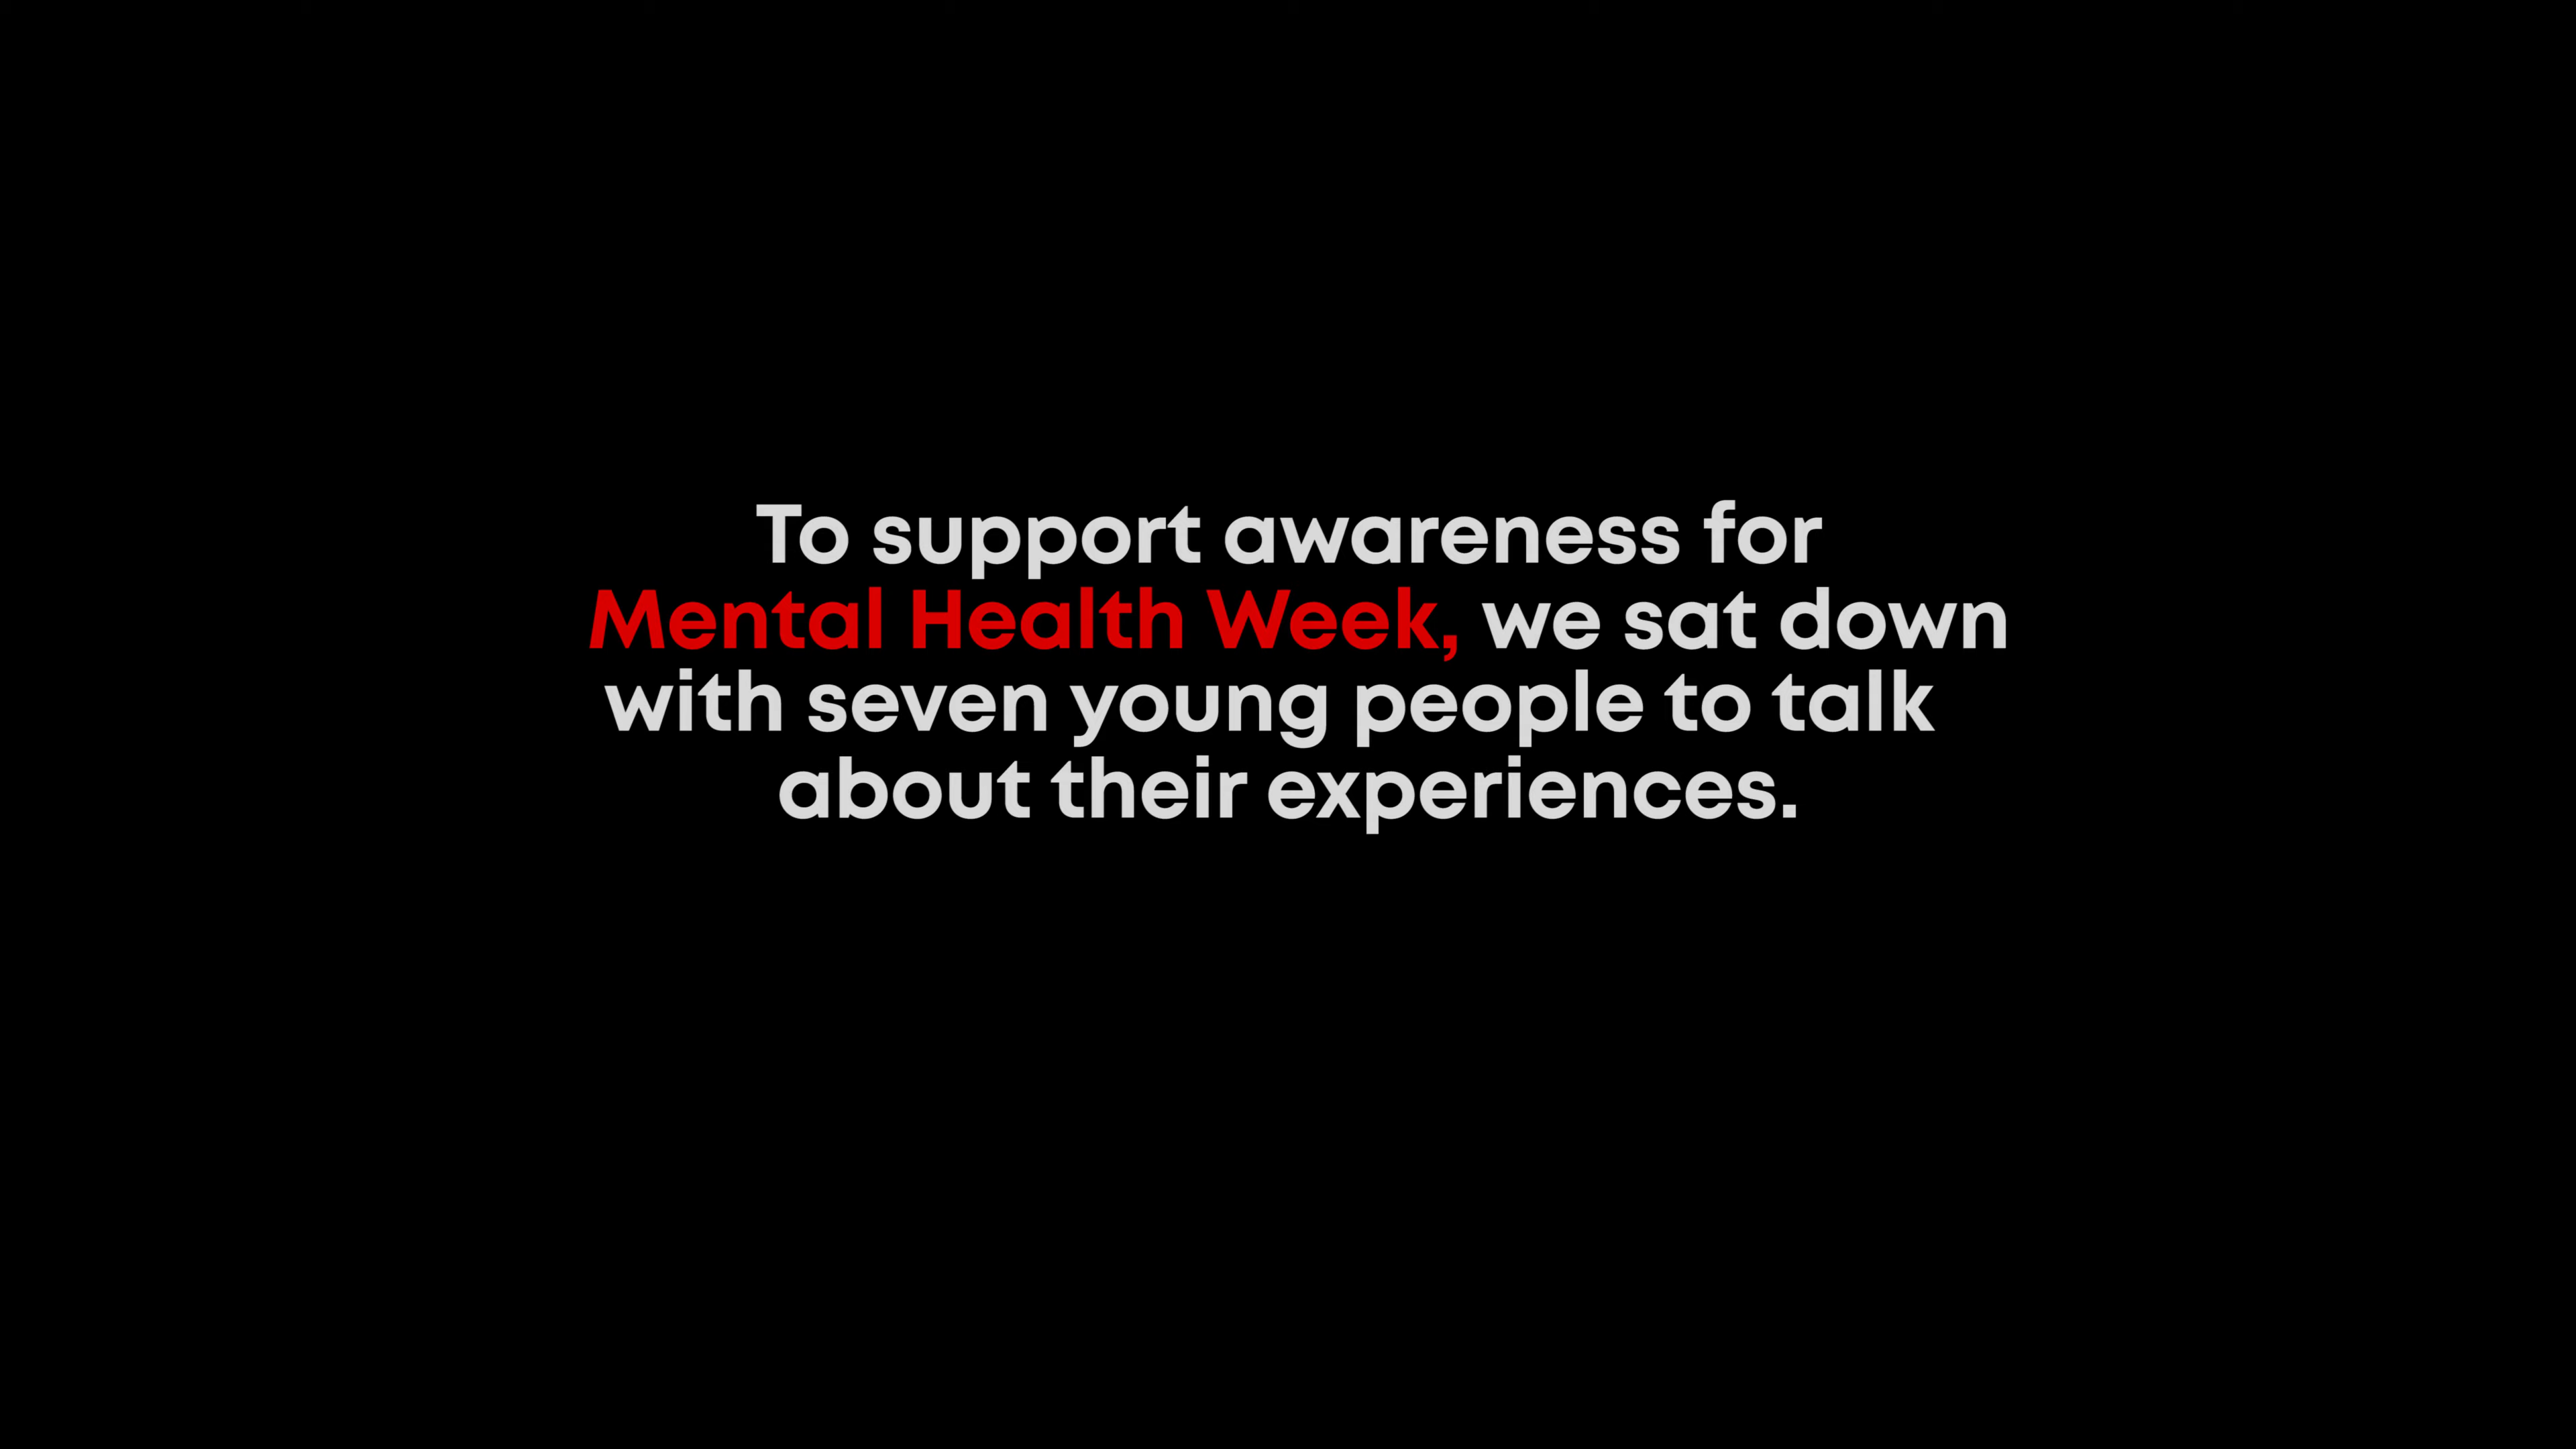 To support awareness for
Mental Health Week, we sat down
with seven young people to talk
about their experiences.